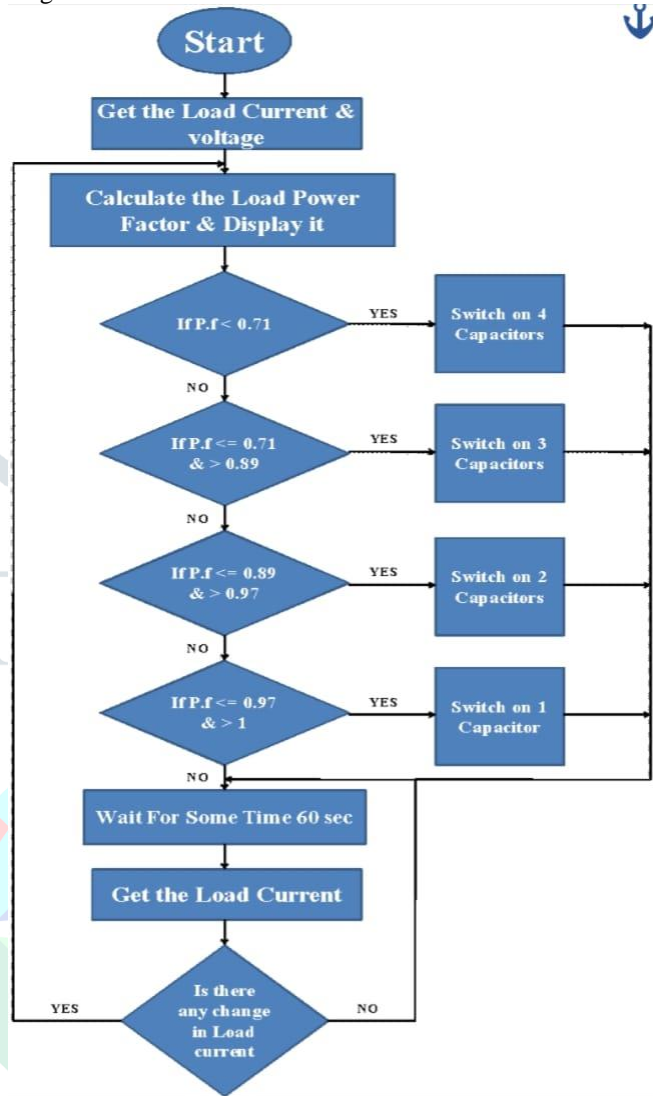 Start
Get the Load Current &
voltage
Calculate the Load Power
Factor & Display it
If P.f < 0.71
YES
Switch on 4
Capacitors
NO
If P.f <= 0.71
& > 0.89
YES
Switch on 3
Capacitors
NO
If P.f <= 0.89
& > 0.97
YES
Switch on 2
Capacitors
NO
If P.f <= 0.97
& > 1
YES
Switch on 1
Capacitor
NO
Wait For Some Time 60 sec
Get the Load Current
Is there
any change
in Load
current
YES
NO